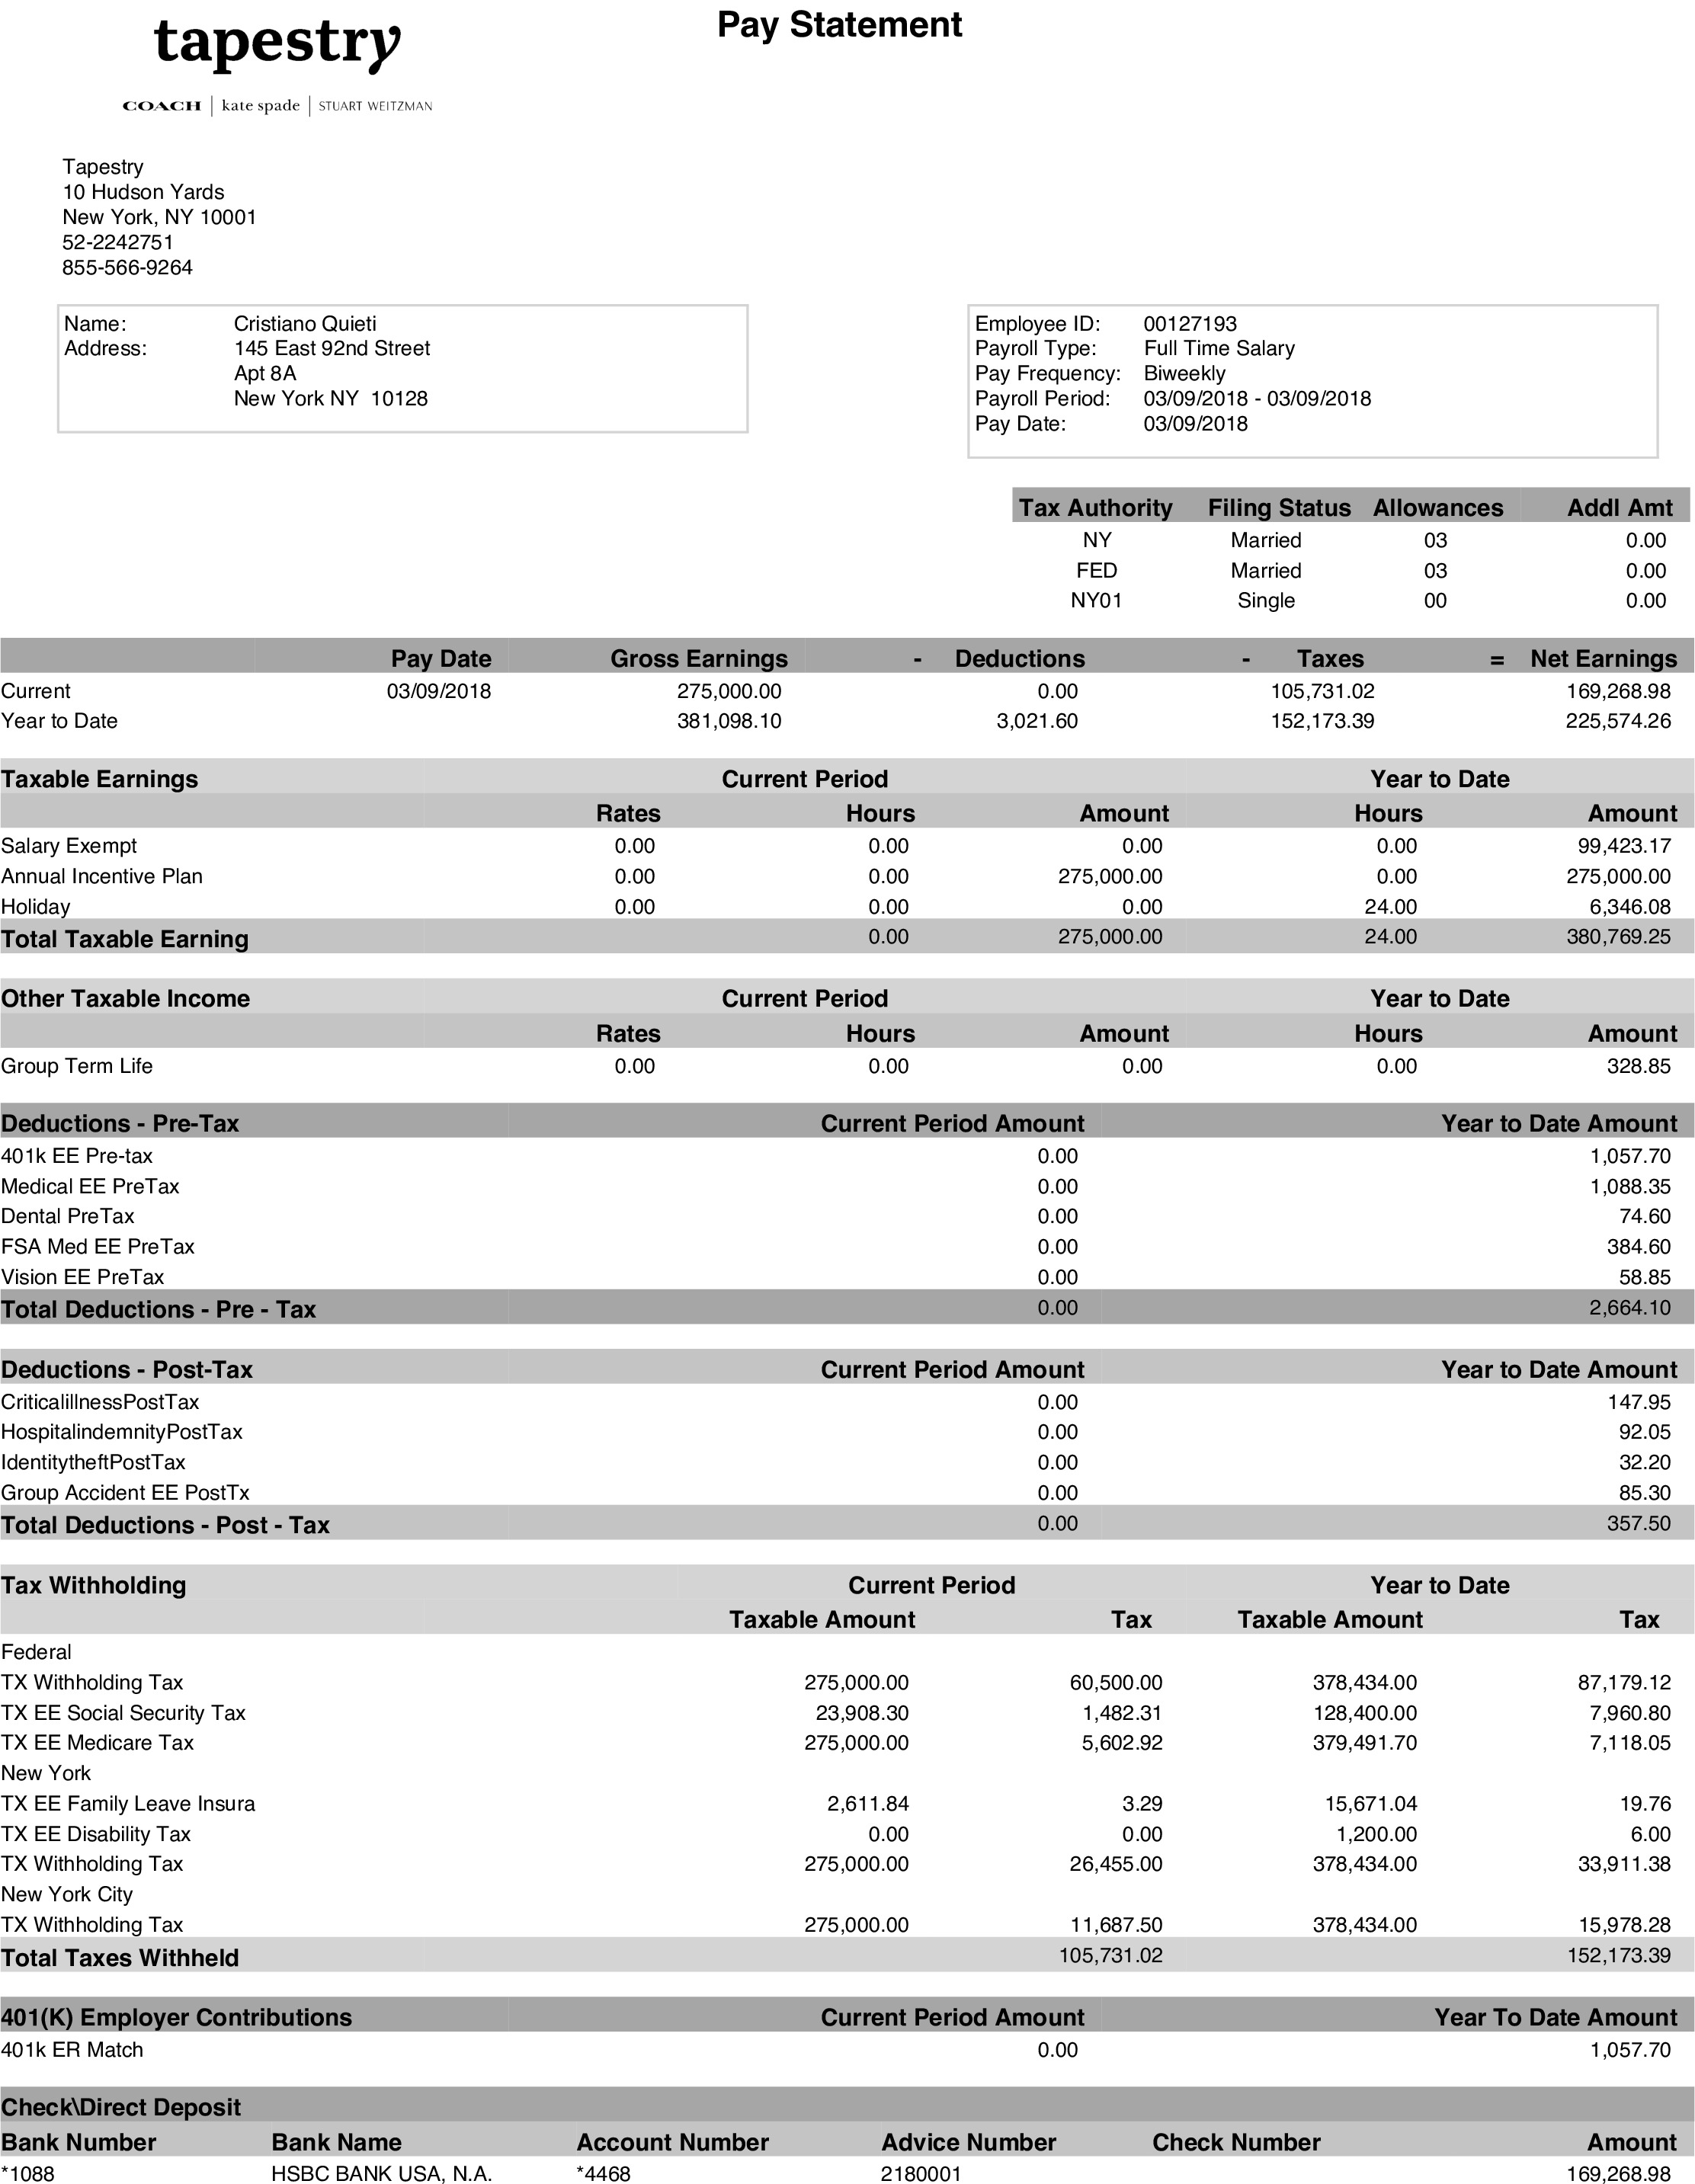 Pay Statement
tapestry
COACH | kate spade | STUART WEITZMAN
Tapestry
10 Hudson Yards
New York, NY 10001
52-2242751
855-566-9264
Name: Cristiano Quieti
Address: 145 East 92nd Street
Apt 8A
New York NY 10128
Employee ID: 00127193
Payroll Type: Full Time Salary
Pay Frequency: Biweekly
Payroll Period: 03/09/2018 - 03/09/2018
Pay Date: 03/09/2018
Tax Authority Filing Status Allowances Addl Amt
NY Married 03 0.00
FED Married 03 0.00
NY01 Single 00 0.00
Pay Date Gross Earnings - Deductions - Taxes = Net Earnings
Current 03/09/2018 275,000.00 0.00 105,731.02 169,268.98
Year to Date 381,098.10 3,021.60 152,173.39 225,574.26
Taxable Earnings Current Period Year to Date
Rates Hours Amount Hours Amount
Salary Exempt 0.00 0.00 0.00 0.00 99,423.17
Annual Incentive Plan 0.00 0.00 275,000.00 0.00 275,000.00
Holiday 0.00 0.00 0.00 24.00 6,346.08
Total Taxable Earning 0.00 275,000.00 24.00 380,769.25
Other Taxable Income Current Period Year to Date
Rates Hours Amount Hours Amount
Group Term Life 0.00 0.00 0.00 0.00 328.85
Deductions - Pre-Tax Current Period Amount Year to Date Amount
401k EE Pre-tax 0.00 1,057.70
Medical EE PreTax 0.00 1,088.35
Dental PreTax 0.00 74.60
FSA Med EE PreTax 0.00 384.60
Vision EE PreTax 0.00 58.85
Total Deductions - Pre - Tax 0.00 2,664.10
Deductions - Post-Tax Current Period Amount Year to Date Amount
CriticalillnessPostTax 0.00 147.95
HospitalindemnityPostTax 0.00 92.05
IdentitytheftPostTax 0.00 32.20
Group Accident EE PostTx 0.00 85.30
Total Deductions - Post - Tax 0.00 357.50
Tax Withholding Current Period Year to Date
Taxable Amount Tax Taxable Amount Tax
Federal
TX Withholding Tax 275,000.00 60,500.00 378,434.00 87,179.12
TX EE Social Security Tax 23,908.30 1,482.31 128,400.00 7,960.80
TX EE Medicare Tax 275,000.00 5,602.92 379,491.70 7,118.05
New York
TX EE Family Leave Insura 2,611.84 3.29 15,671.04 19.76
TX EE Disability Tax 0.00 0.00 1,200.00 6.00
TX Withholding Tax 275,000.00 26,455.00 378,434.00 33,911.38
New York City
TX Withholding Tax 275,000.00 11,687.50 378,434.00 15,978.28
Total Taxes Withheld 105,731.02 152,173.39
401(K) Employer Contributions Current Period Amount Year To Date Amount
401k ER Match 0.00 1,057.70
Check\Direct Deposit
Bank Number Bank Name Account Number Advice Number Check Number Amount
*1088 HSBC BANK USA, N.A. *4468 2180001 169,268.98